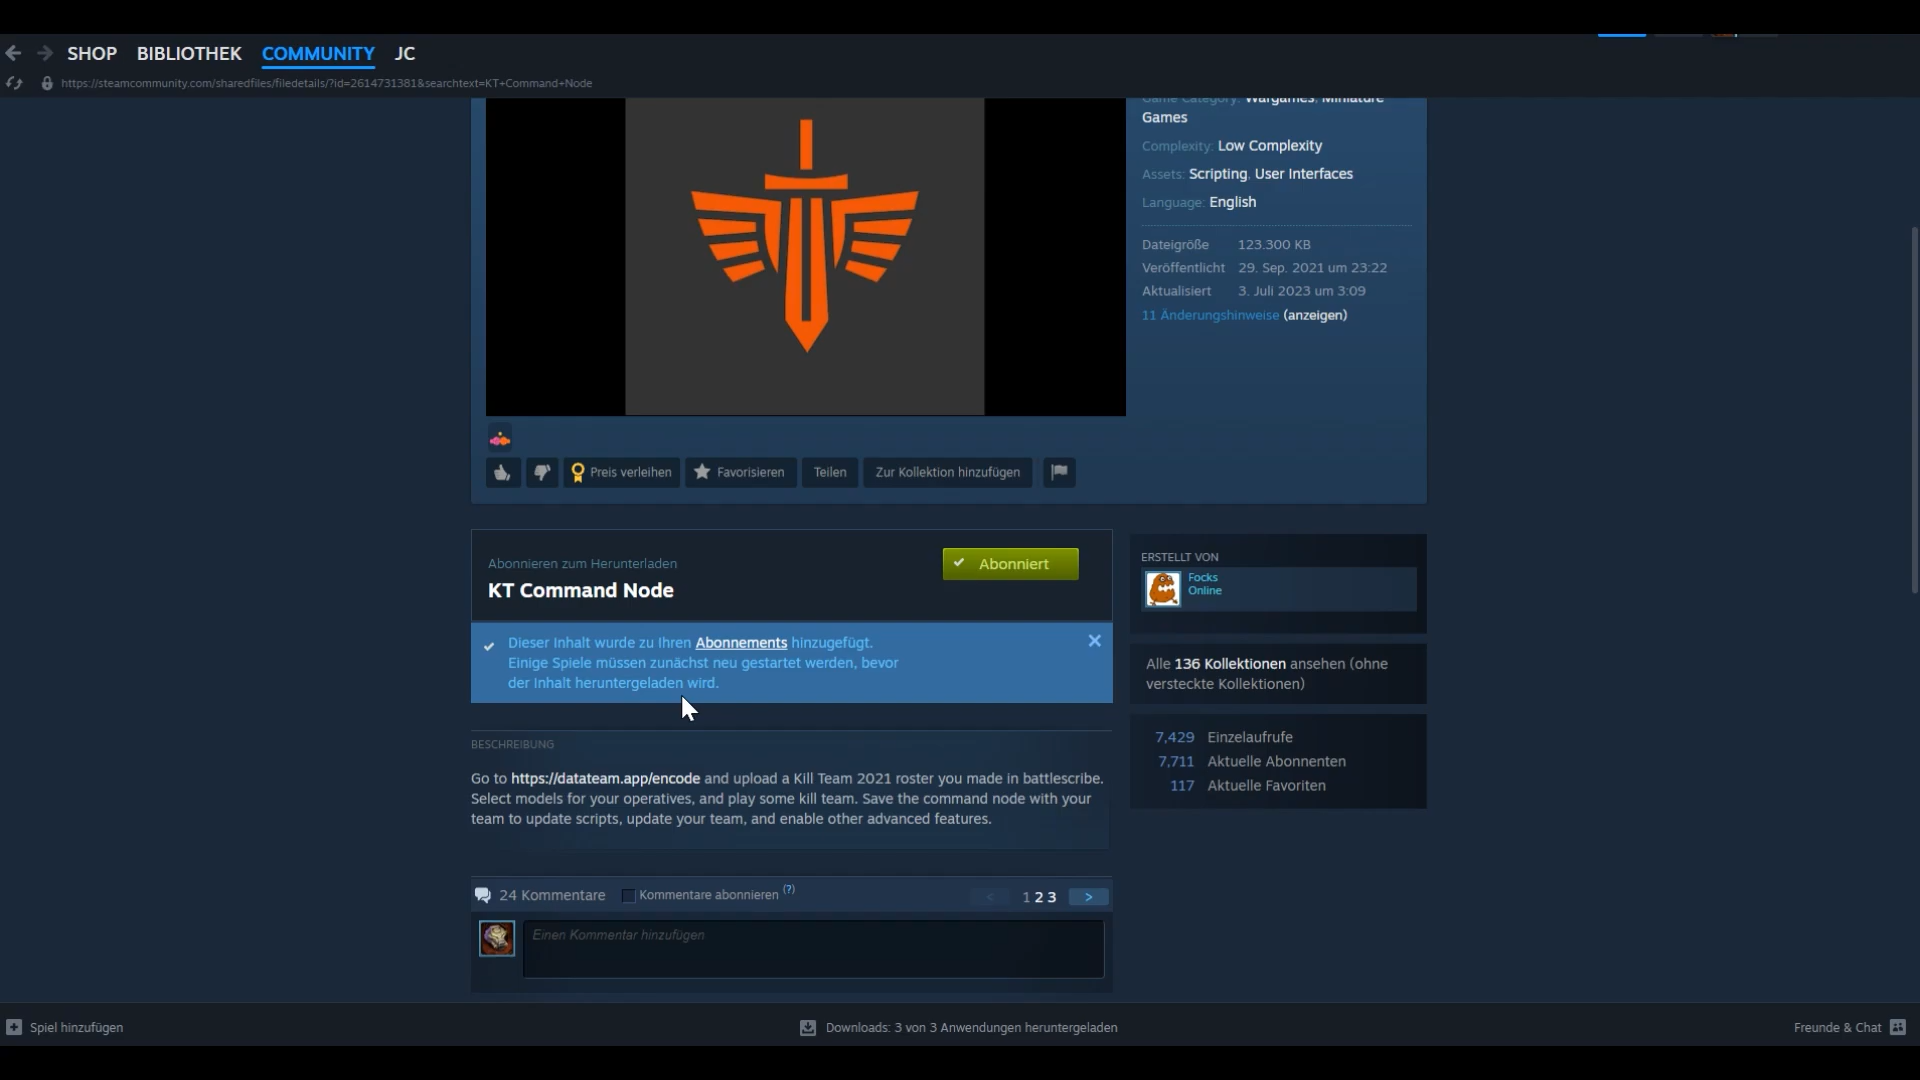 SHOP BIBLIOTHEK COMMUNITY JC
https://steamcommunity.com/sharedfiles/filedetails/?id=2614731381&searchtext=KT+Command+Node
Game Category: Wargames, Miniature
Games
Complexity: Low Complexity
Assets: Scripting, User Interfaces
Language: English
Dateigröße 123.300 KB
Veröffentlicht 29. Sep. 2021 um 23:22
Aktualisiert 3. Juli 2023 um 3:09
11 Änderungshinweise (anzeigen)
Preis verleihen Favorisieren Teilen Zur Kollektion hinzufügen
Abonnieren zum Herunterladen
KT Command Node
Abonniert
Dieser Inhalt wurde zu Ihren Abonnements hinzugefügt.
Einige Spiele müssen zunächst neu gestartet werden, bevor
der Inhalt heruntergeladen wird.
ERSTELLT VON
Focks
Online
Alle 136 Kollektionen ansehen (ohne
versteckte Kollektionen)
7,429 Einzelaufrufe
7,711 Aktuelle Abonnenten
117 Aktuelle Favoriten
BESCHREIBUNG
Go to https://datateam.app/encode and upload a Kill Team 2021 roster you made in battlescribe.
Select models for your operatives, and play some kill team. Save the command node with your
team to update scripts, update your team, and enable other advanced features.
24 Kommentare Kommentare abonnieren (?) < 1 2 3 >
Einen Kommentar hinzufügen
Spiel hinzufügen Downloads: 3 von 3 Anwendungen heruntergeladen Freunde & Chat